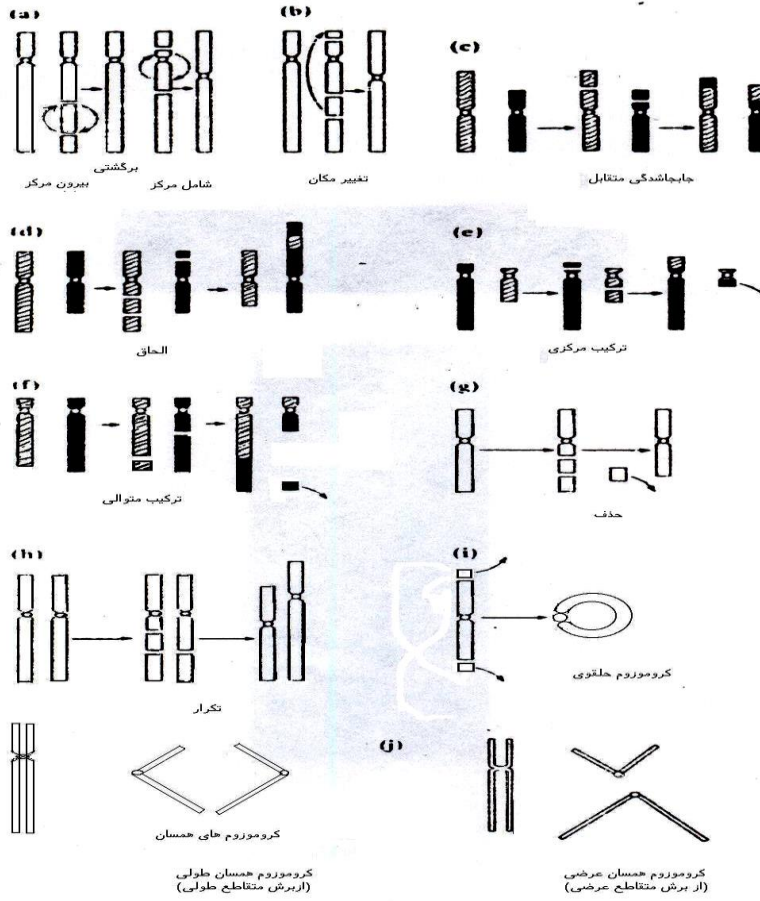 (a)
برگشتی
بیرون مرکز
شامل مرکز
(b)
تغییر مکان
(c)
جابجاشدگی متقابل
(d)
الحاق
(e)
ترکیب مرکزی
(f)
ترکیب متوالی
(g)
حذف
(h)
تکرار
(i)
کروموزوم حلقوی
(j)
کروموزوم های همسان
کروموزوم همسان طولی
(ازبرش متقاطع طولی)
کروموزوم همسان عرضی
(از برش متقاطع عرضی)